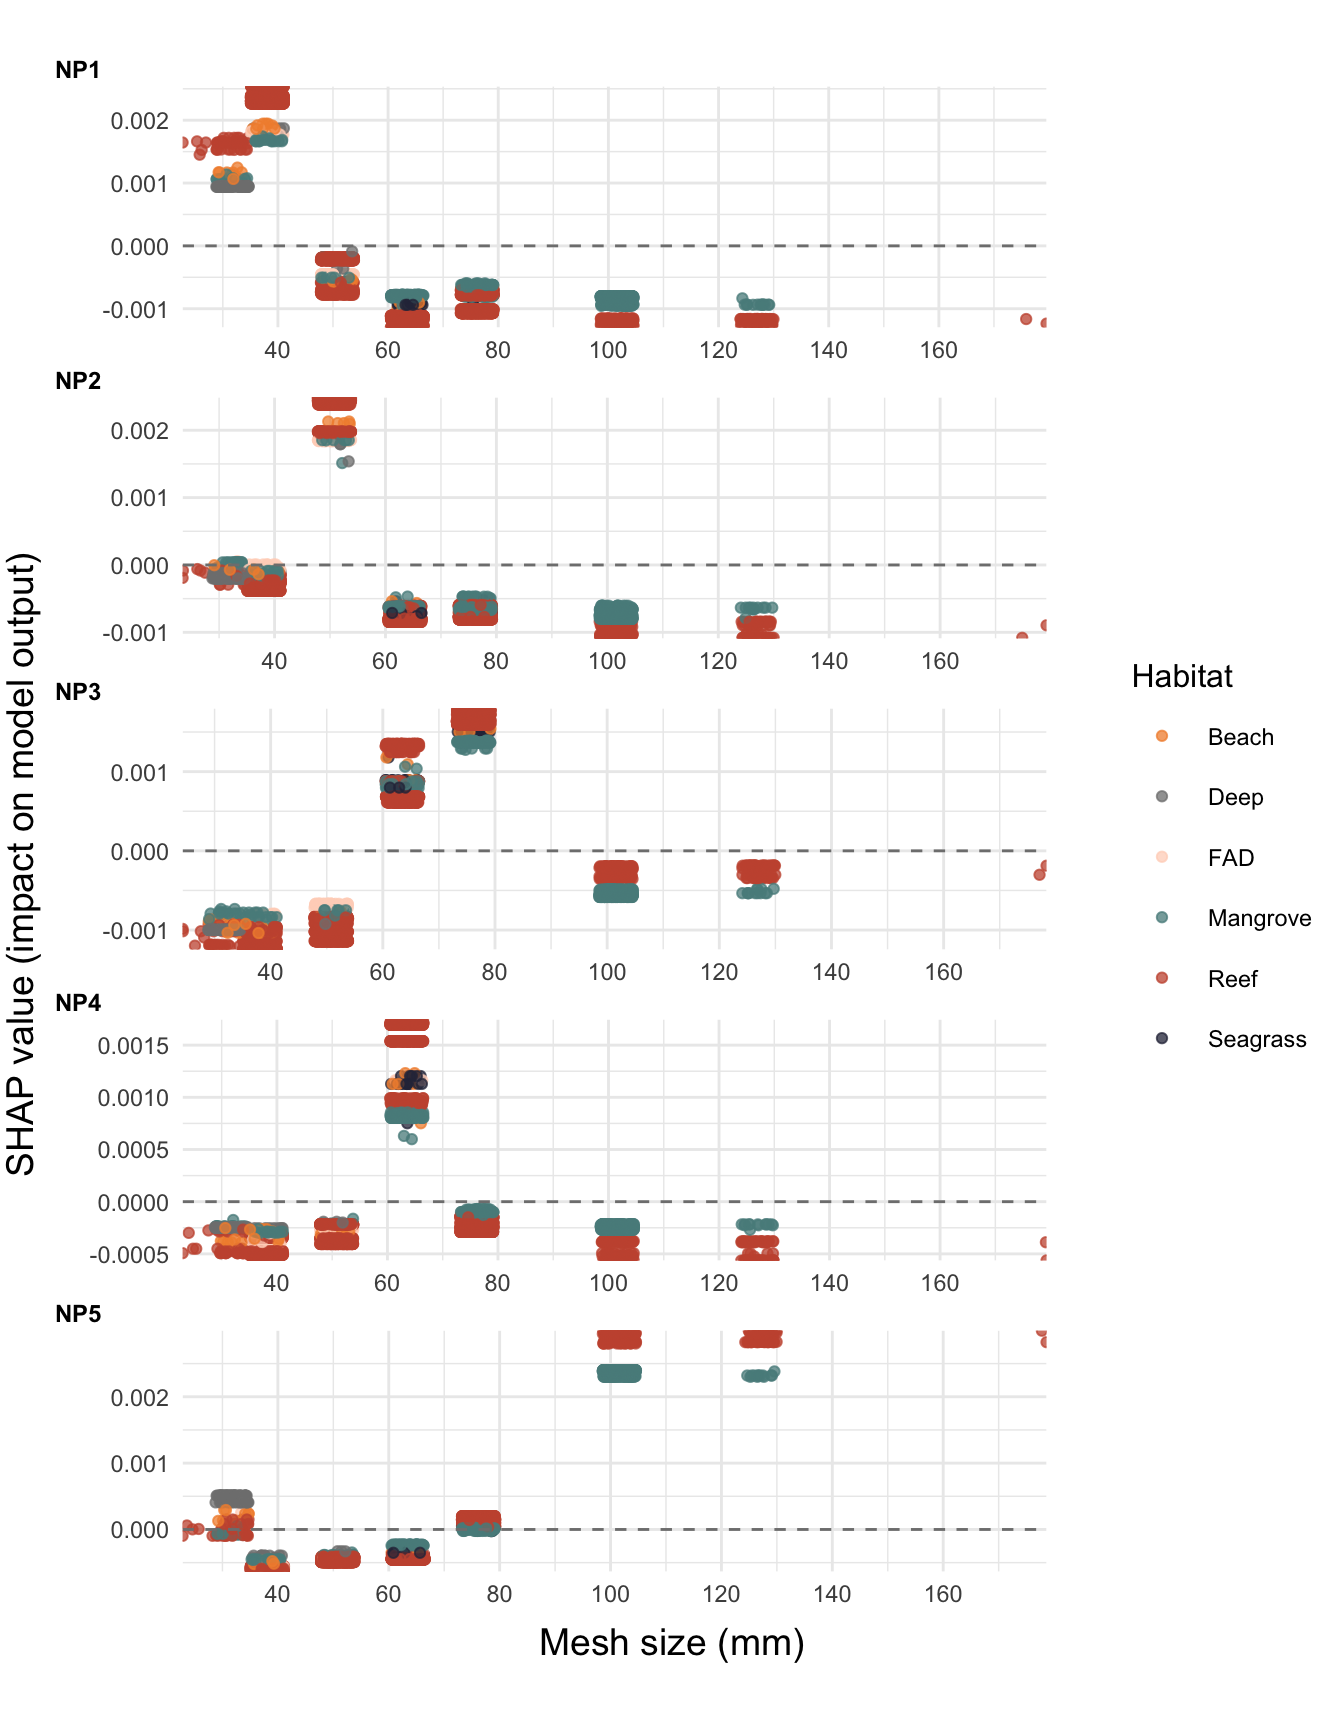 NP1
0.002
0.001
0.000
-0.001
40 60 80 100 120 140 160
NP2
0.002
0.001
0.000
-0.001
40 60 80 100 120 140 160
NP3
0.001
0.000
-0.001
40 60 80 100 120 140 160
NP4
0.0015
0.0010
0.0005
0.0000
-0.0005
40 60 80 100 120 140 160
NP5
0.002
0.001
0.000
40 60 80 100 120 140 160
SHAP value (impact on model output)
Mesh size (mm)
Habitat
Beach
Deep
FAD
Mangrove
Reef
Seagrass